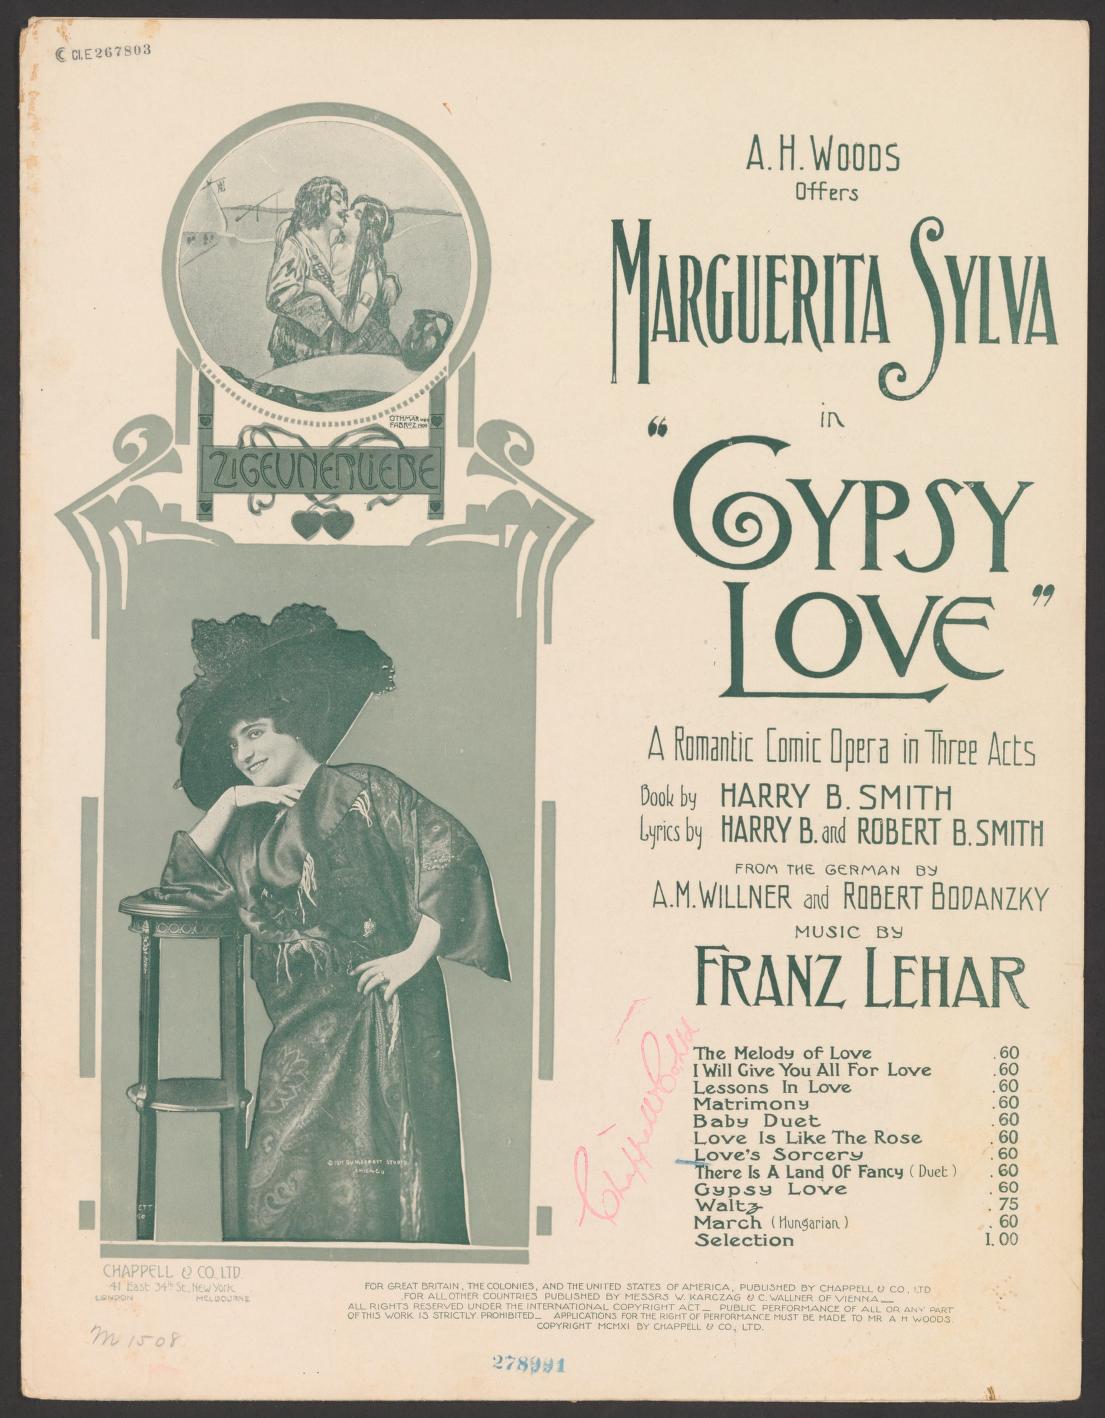 C Cl.E 267803
A.H. WOODS
Offers
MARGUERITA SYLVA
in
"GYPSY
LOVE"
OTHMAR
FABROZ 1909
ZIGEUNERLIEBE
A Romantic Comic Opera in Three Acts
Book by HARRY B. SMITH
Lyrics by HARRY B. and ROBERT B. SMITH
FROM THE GERMAN BY
A.M. WILLNER and ROBERT BODANZKY
MUSIC BY
FRANZ LEHAR
The Melody of Love .60
I Will Give You All For Love .60
Lessons In Love .60
Matrimony .60
Baby Duet .60
Love Is Like The Rose .60
Love's Sorcery .60
There Is A Land Of Fancy (Duet) .60
Gypsy Love .60
Waltz .75
March (Hungarian) .60
Selection 1.00
CHICAGO
CHAPPELL & CO. LTD.
41 East 34th St, New York
LONDON MELBOURNE
FOR GREAT BRITAIN, THE COLONIES, AND THE UNITED STATES OF AMERICA, PUBLISHED BY CHAPPELL & CO, LTD
FOR ALL OTHER COUNTRIES PUBLISHED BY MESSRS W. KARCZAG & C. WALLNER OF VIENNA_
ALL RIGHTS RESERVED UNDER THE INTERNATIONAL COPYRIGHT ACT_ PUBLIC PERFORMANCE OF ALL OR ANY PART
OF THIS WORK IS STRICTLY PROHIBITED_ APPLICATIONS FOR THE RIGHT OF PERFORMANCE MUST BE MADE TO MR A H WOODS.
COPYRIGHT MCMXI BY CHAPPELL & CO., LTD.
M 1508
278991